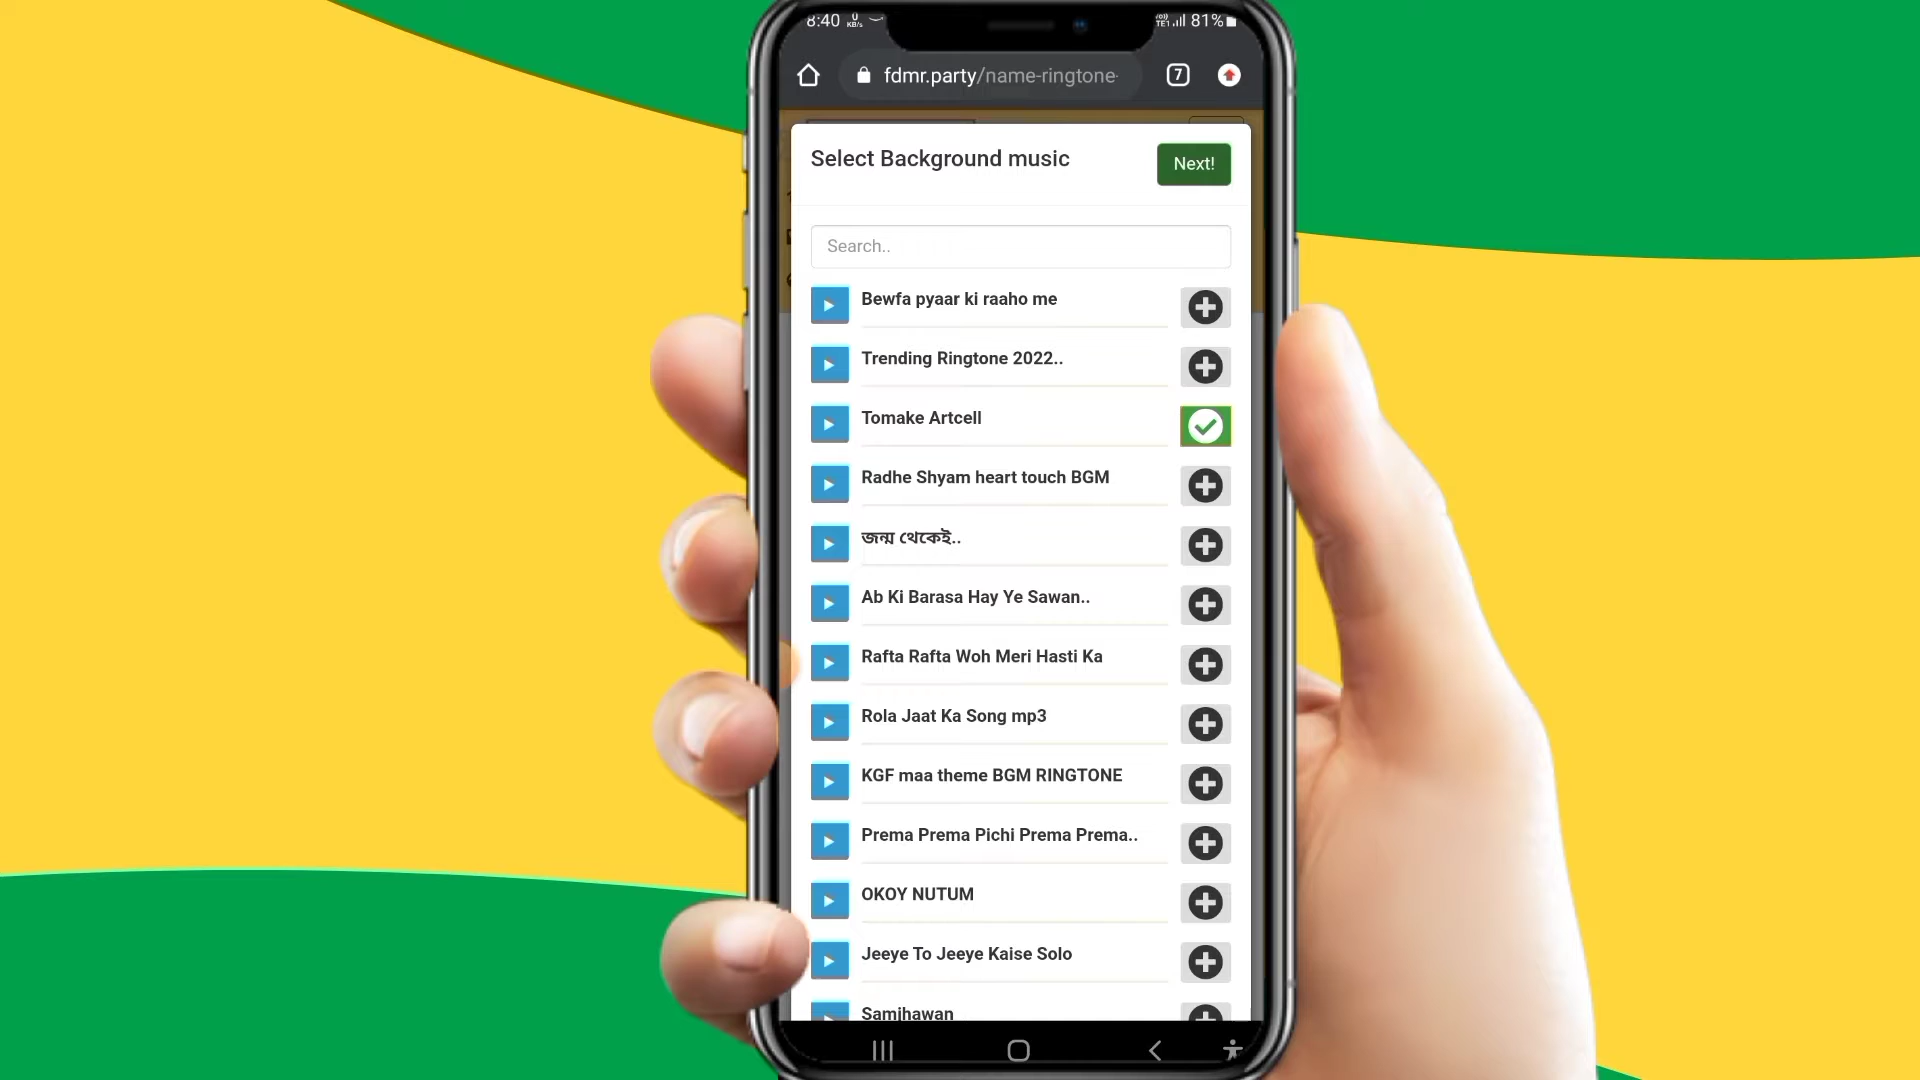 8:40 0 KB/s 81%
fdmr.party/name-ringtone- 7
Select Background music Next!
Search..
Bewfa pyaar ki raaho me
Trending Ringtone 2022..
Tomake Artcell
Radhe Shyam heart touch BGM
জন্ম থেকেই..
Ab Ki Barasa Hay Ye Sawan..
Rafta Rafta Woh Meri Hasti Ka
Rola Jaat Ka Song mp3
KGF maa theme BGM RINGTONE
Prema Prema Pichi Prema Prema..
OKOY NUTUM
Jeeye To Jeeye Kaise Solo
Samjhawan